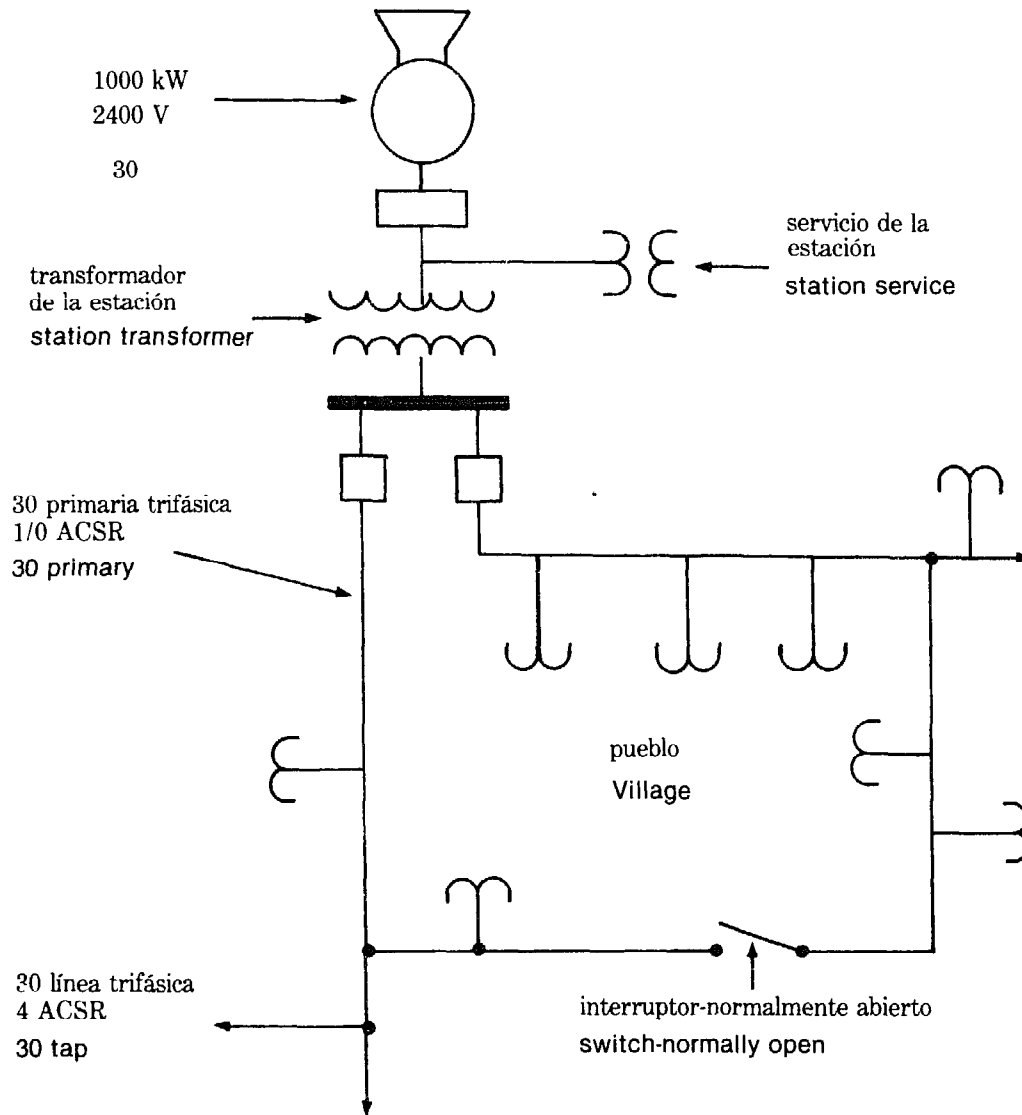 1000 kW
2400 V
30
servicio de la
estación
station service
transformador
de la estación
station transformer
30 primaria trifásica
1/0 ACSR
30 primary
pueblo
Village
30 línea trifásica
4 ACSR
30 tap
interruptor-normalmente abierto
switch-normally open